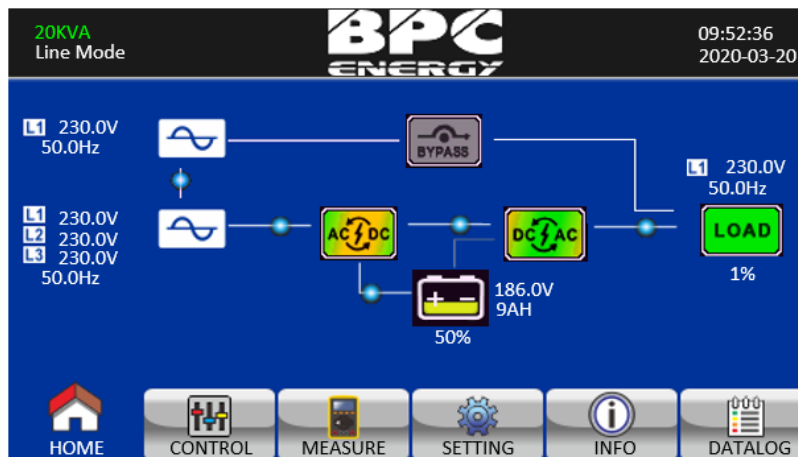 20KVA
Line Mode
BPC
ENERGY
09:52:36
2020-03-20
L1 230.0V
50.0Hz
BYPASS
L1 230.0V
50.0Hz
L1 230.0V
L2 230.0V
L3 230.0V
50.0Hz
AC DC
DC AC
LOAD
1%
+ −
186.0V
9AH
50%
HOME
CONTROL
MEASURE
SETTING
INFO
DATALOG